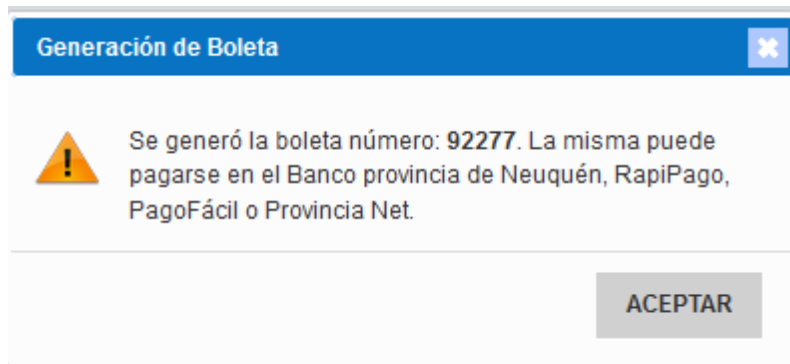 Generación de Boleta
Se generó la boleta número: 92277. La misma puede
pagarse en el Banco provincia de Neuquén, RapiPago,
PagoFácil o Provincia Net.
ACEPTAR